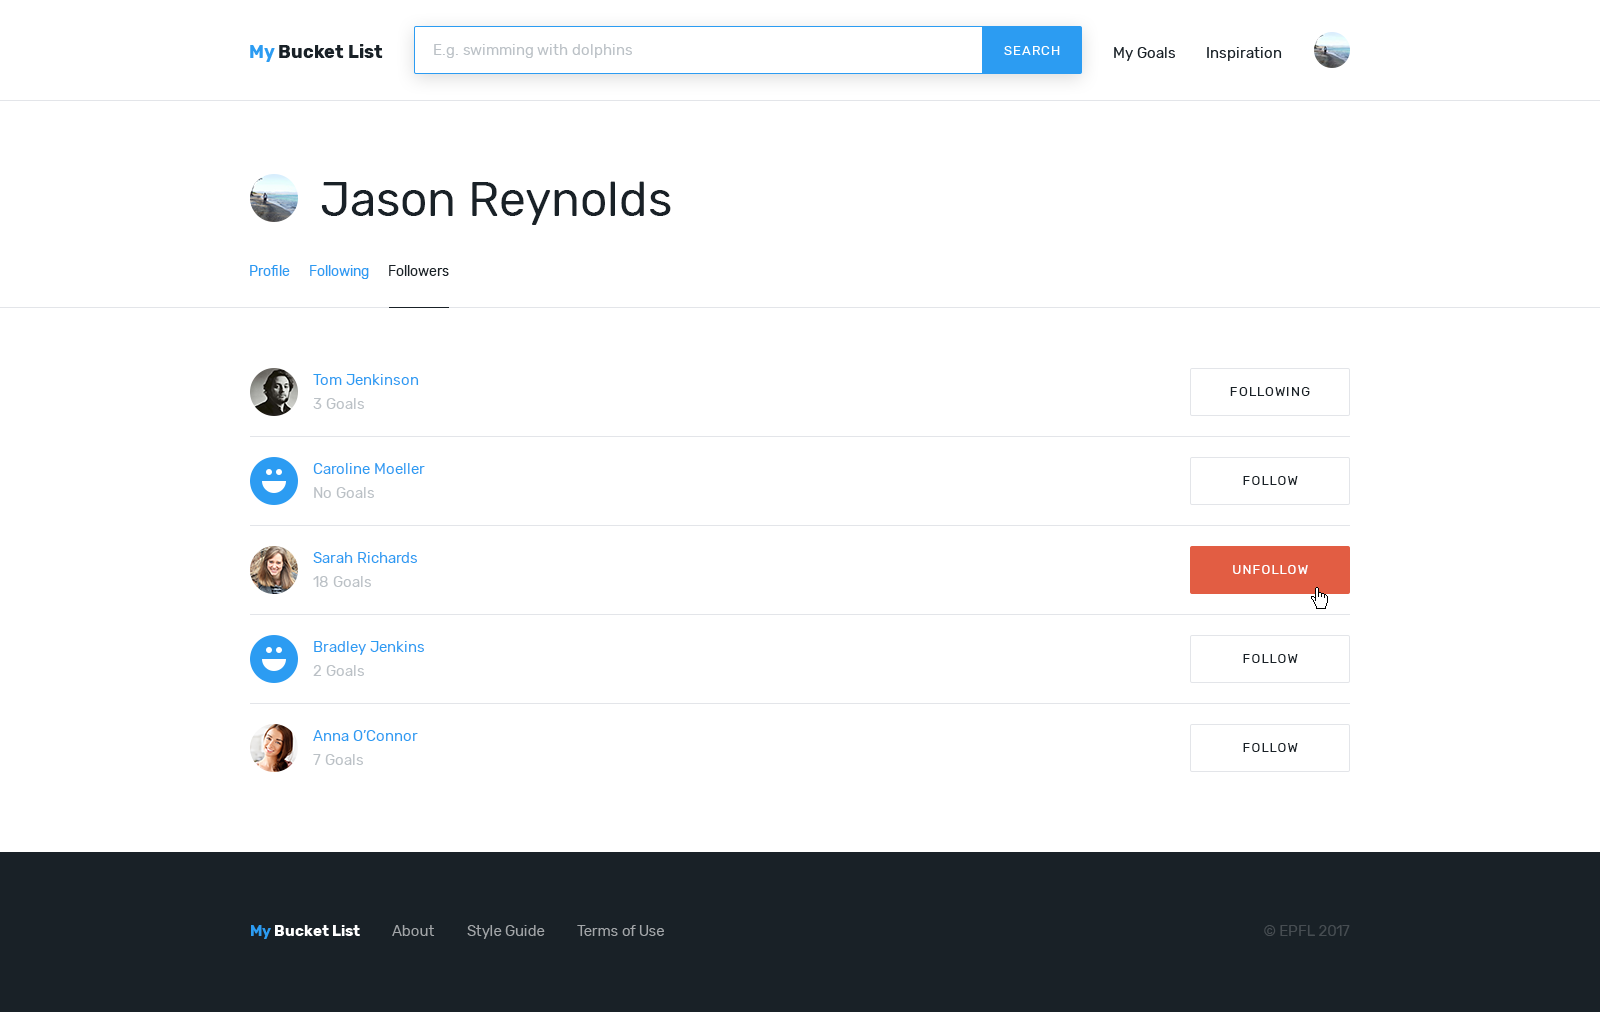 My Bucket List
E.g. swimming with dolphins
SEARCH
My Goals
Inspiration
Jason Reynolds
Profile
Following
Followers
Tom Jenkinson
3 Goals
FOLLOWING
Caroline Moeller
No Goals
FOLLOW
Sarah Richards
18 Goals
UNFOLLOW
Bradley Jenkins
2 Goals
FOLLOW
Anna O'Connor
7 Goals
FOLLOW
My Bucket List
About
Style Guide
Terms of Use
© EPFL 2017